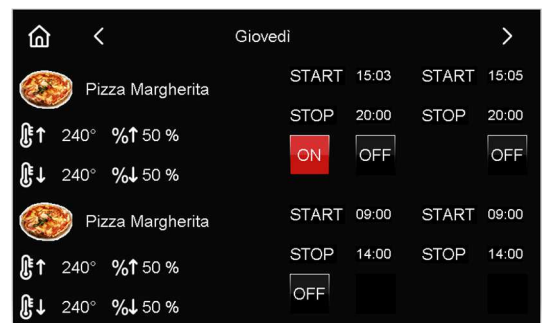 Giovedi
Pizza Margherita
START 15:03 START 15:05
STOP 20:00 STOP 20:00
240° % 50 %
ON OFF OFF
240° % 50 %
Pizza Margherita
START 09:00 START 09:00
STOP 14:00 STOP 14:00
240° % 50 %
OFF
240° % 50 %